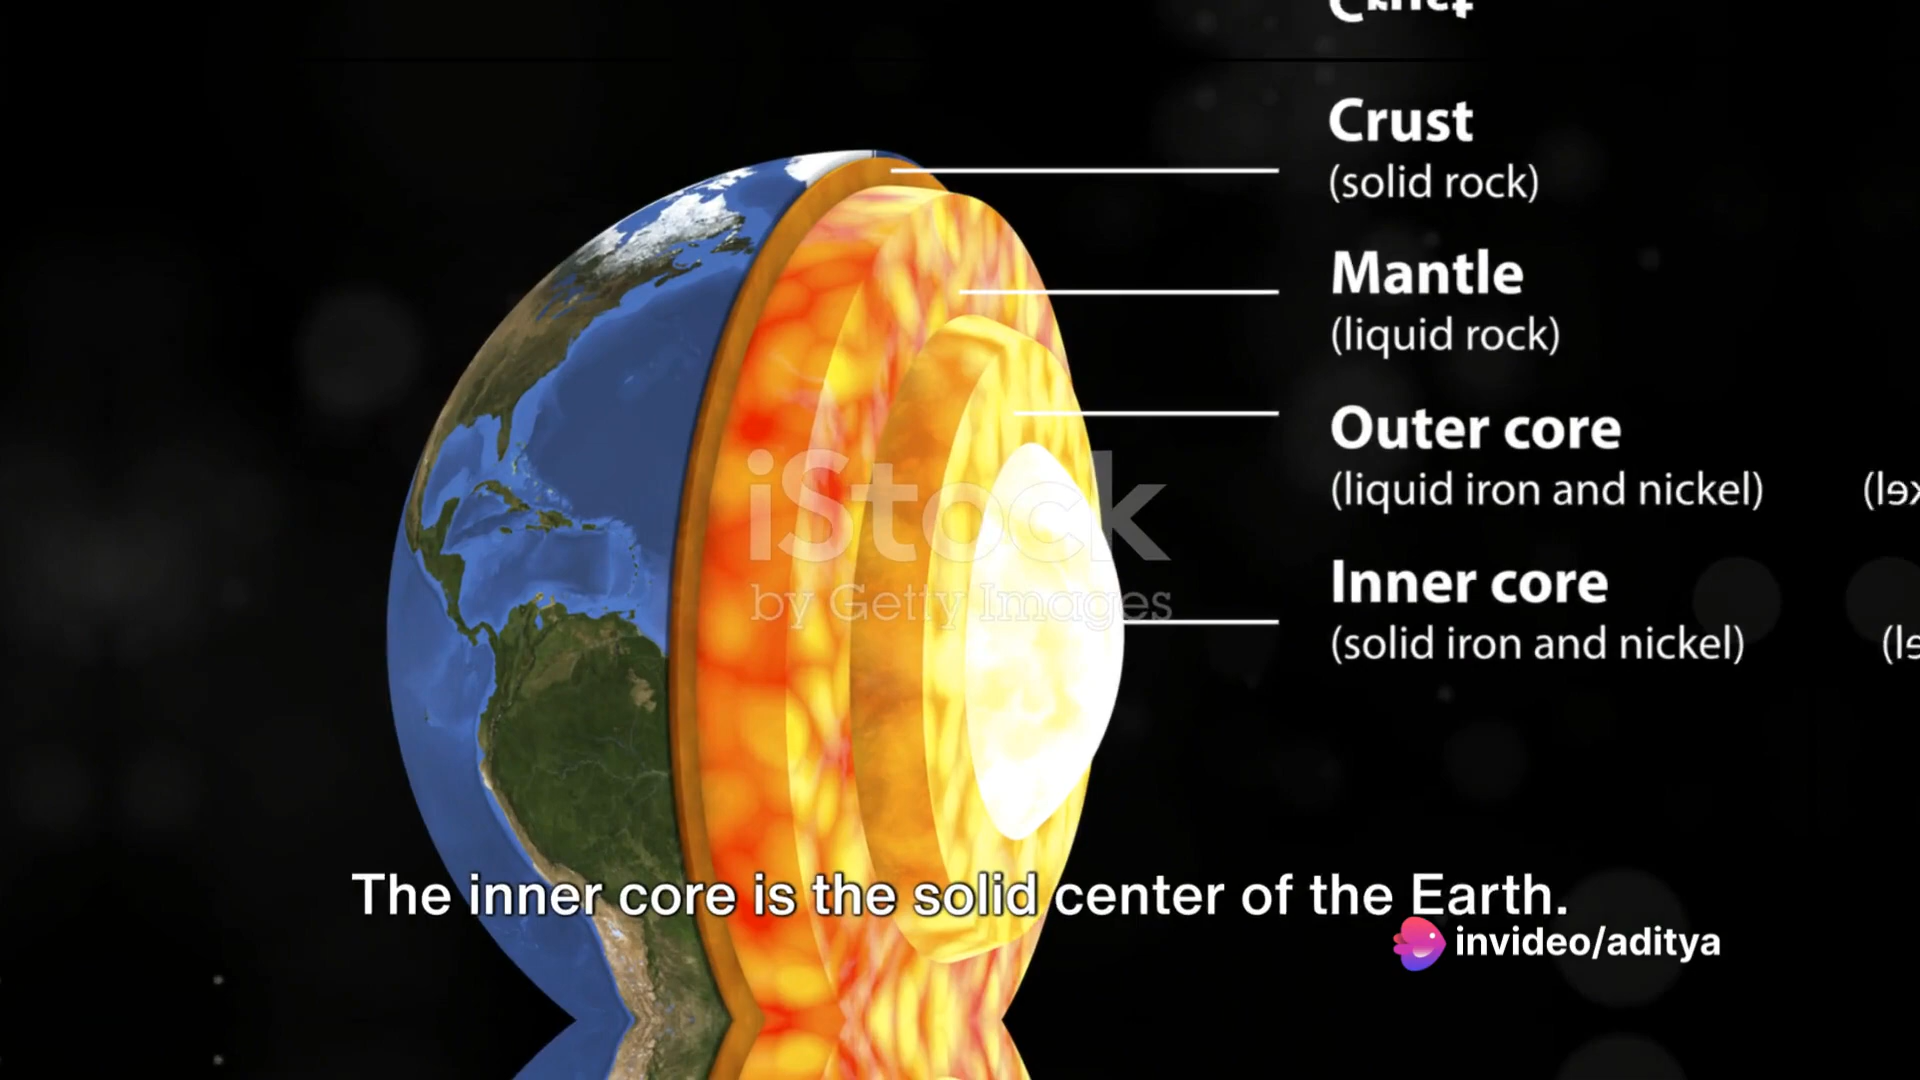 Crust
(solid rock)
Mantle
(liquid rock)
Outer core
(liquid iron and nickel)
Inner core
(solid iron and nickel)
iStock
by Getty Images
The inner core is the solid center of the Earth.
invideo/aditya